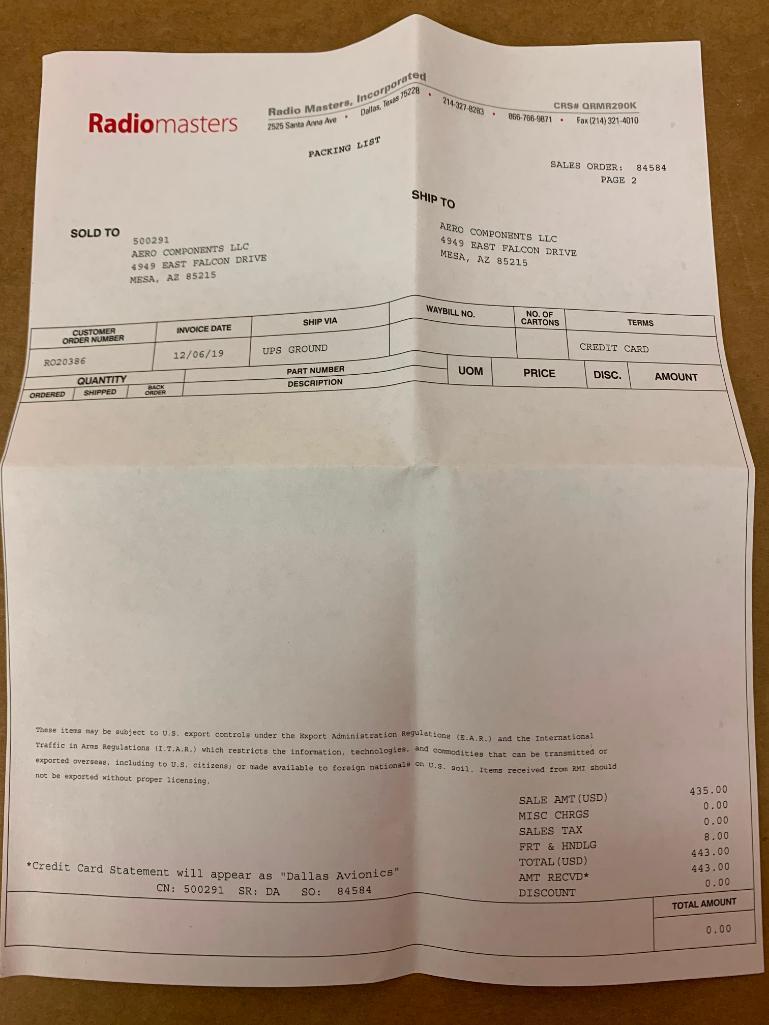 Radiomasters
Radio Masters, Incorporated
2525 Santa Anna Ave • Dallas, Texas 75228 • 214-327-8283 • 866-766-9871 • Fax (214) 321-4010
CRS# QRMR290K
PACKING LIST
SALES ORDER: 84584
PAGE 2
SOLD TO
500291
AERO COMPONENTS LLC
4949 EAST FALCON DRIVE
MESA, AZ 85215
SHIP TO
AERO COMPONENTS LLC
4949 EAST FALCON DRIVE
MESA, AZ 85215
CUSTOMER ORDER NUMBER INVOICE DATE SHIP VIA WAYBILL NO. NO. OF CARTONS TERMS
RO20386 12/06/19 UPS GROUND CREDIT CARD
QUANTITY PART NUMBER UOM PRICE DISC. AMOUNT
ORDERED SHIPPED BACK ORDER DESCRIPTION
These items may be subject to U.S. export controls under the Export Administration Regulations (E.A.R.) and the International
Traffic in Arms Regulations (I.T.A.R.) which restricts the information, technologies, and commodities that can be transmitted or
exported overseas, including to U.S. citizens; or made available to foreign nationals on U.S. soil. Items received from RMI should
not be exported without proper licensing.
SALE AMT(USD) 435.00
MISC CHRGS 0.00
SALES TAX 0.00
FRT & HNDLG 8.00
TOTAL(USD) 443.00
AMT RECVD* 443.00
DISCOUNT 0.00
*Credit Card Statement will appear as "Dallas Avionics"
CN: 500291 SR: DA SO: 84584
TOTAL AMOUNT
0.00